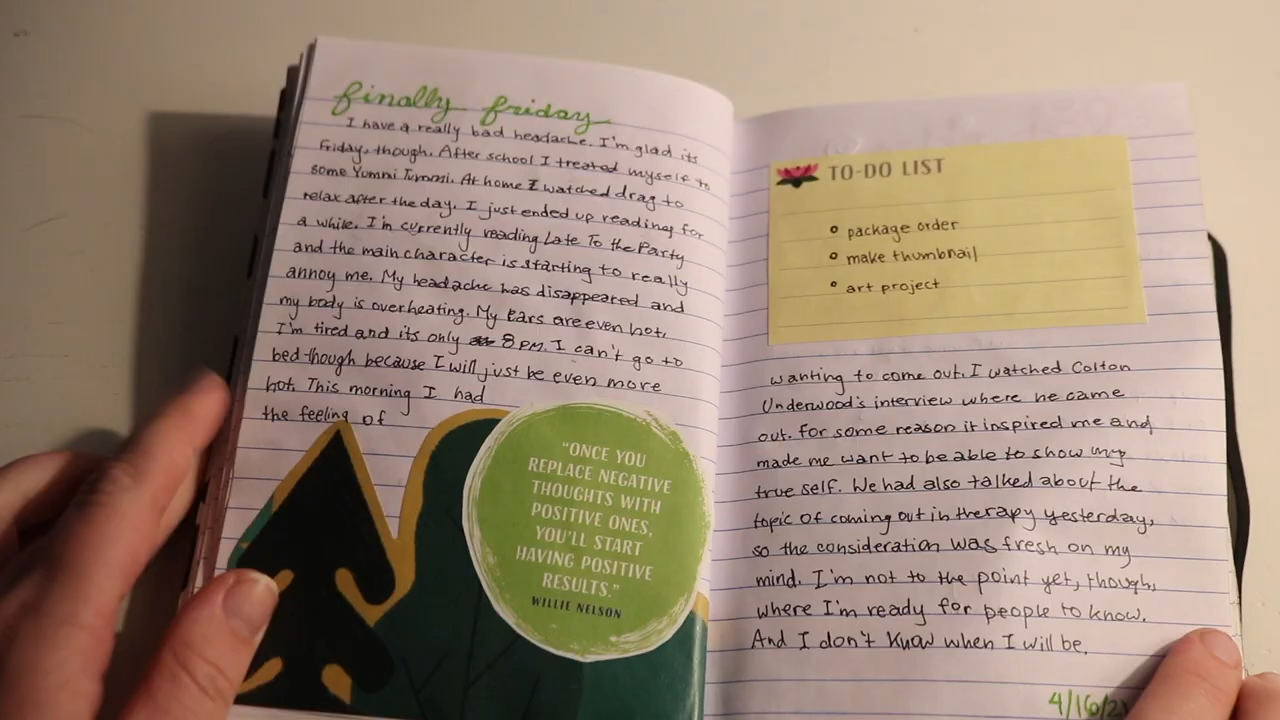 finally friday
I have a really bad headache. I'm glad its
Friday, though. After school I treated myself to
some Yummi Tummi. At home I watched drag to
relax after the day. I just ended up reading for
a while. I'm currently reading Late To the Party
and the main character is starting to really
annoy me. My headache has disappeared and
my body is overheating. My Ears are even hot.
I'm tired and its only 8 PM. I can't go to
bed though because I will just be even more
hot. This morning I had
the feeling of
"ONCE YOU
REPLACE NEGATIVE
THOUGHTS WITH
POSITIVE ONES,
YOU'LL START
HAVING POSITIVE
RESULTS."
WILLIE NELSON
TO-DO LIST
package order
make thumbnail
art project
wanting to come out. I watched Colton
Underwood's interview where he came
out. For some reason it inspired me and
made me want to be able to show my
true self. We had also talked about the
topic of coming out in therapy yesterday,
so the consideration was fresh on my
mind. I'm not to the point yet, though,
where I'm ready for people to know.
And I don't know when I will be.
4/16/21